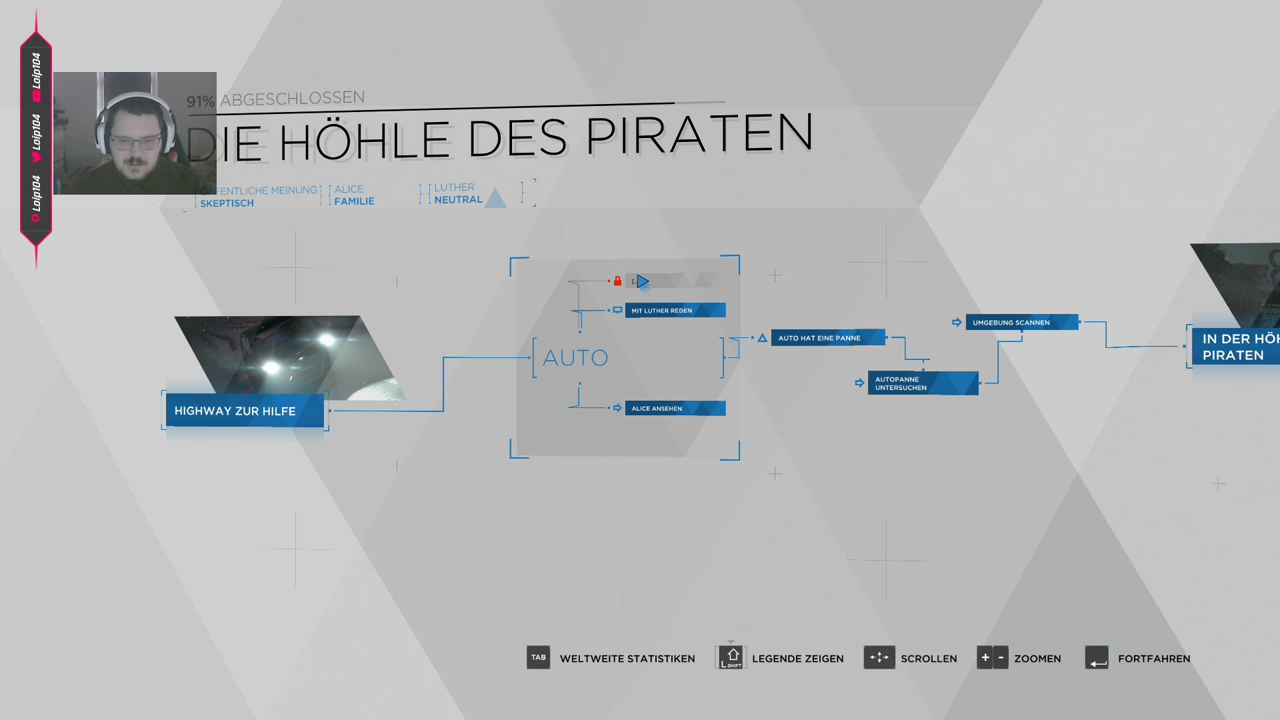 Loip104
Loip104
Loip104
91% ABGESCHLOSSEN
DIE HÖHLE DES PIRATEN
ÖFFENTLICHE MEINUNG
SKEPTISCH
ALICE
FAMILIE
LUTHER
NEUTRAL
MIT LUTHER REDEN
AUTO
ALICE ANSEHEN
AUTO HAT EINE PANNE
AUTOPANNE
UNTERSUCHEN
UMGEBUNG SCANNEN
HIGHWAY ZUR HILFE
IN DER HÖH
PIRATEN
TAB WELTWEITE STATISTIKEN
L SHIFT LEGENDE ZEIGEN
SCROLLEN
+ - ZOOMEN
FORTFAHREN